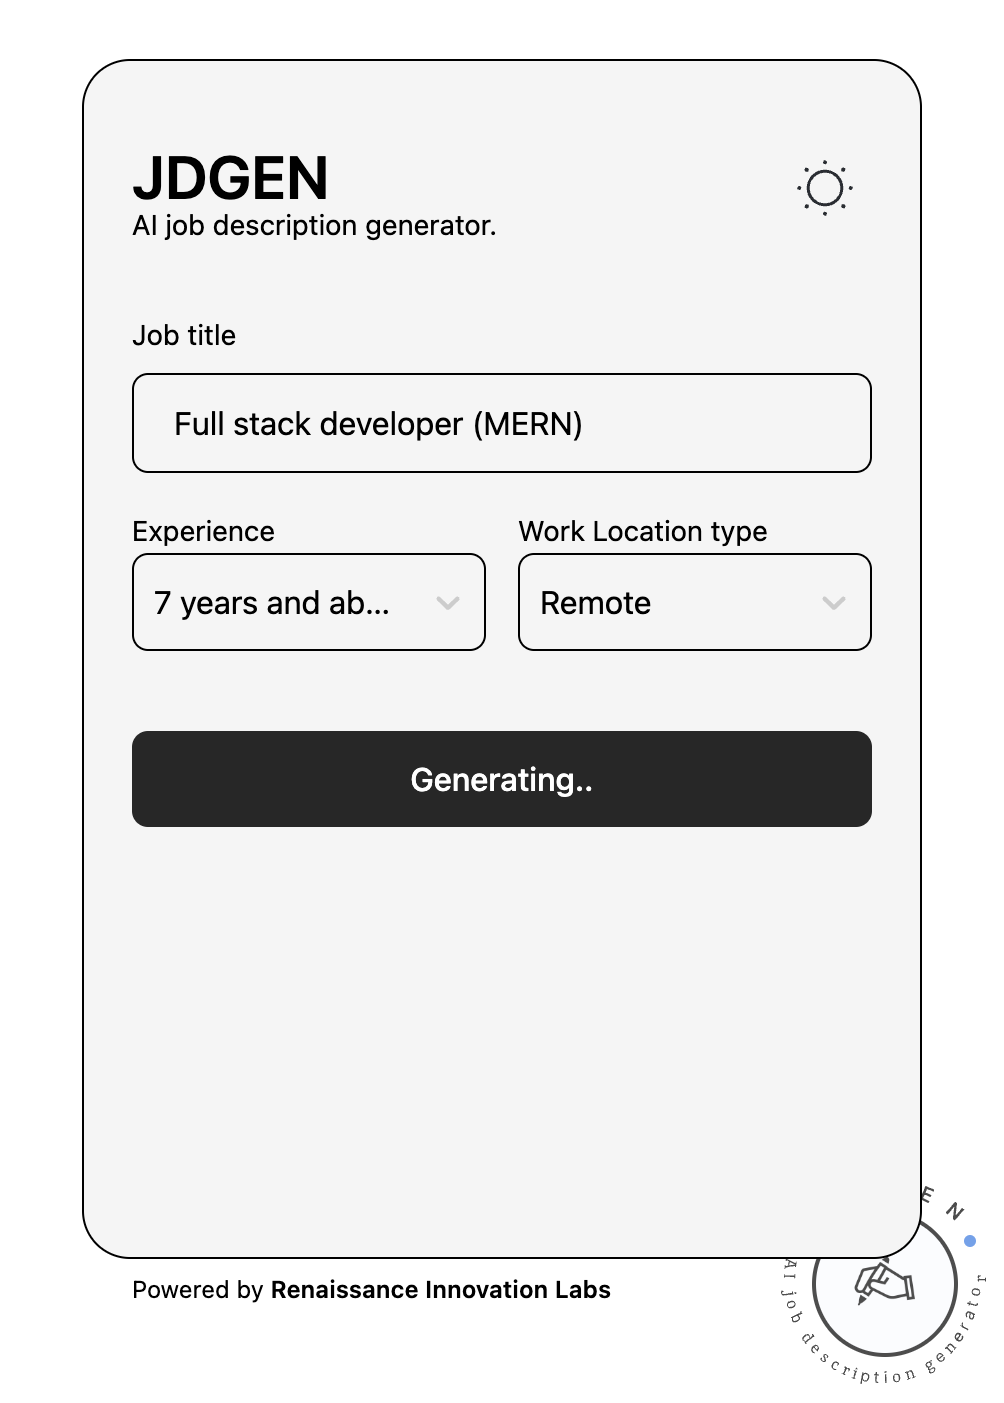 JDGEN
AI job description generator.
Job title
Full stack developer (MERN)
Experience
Work Location type
7 years and ab...
Remote
Generating..
EN
Powered by Renaissance Innovation Labs
AI job description generator